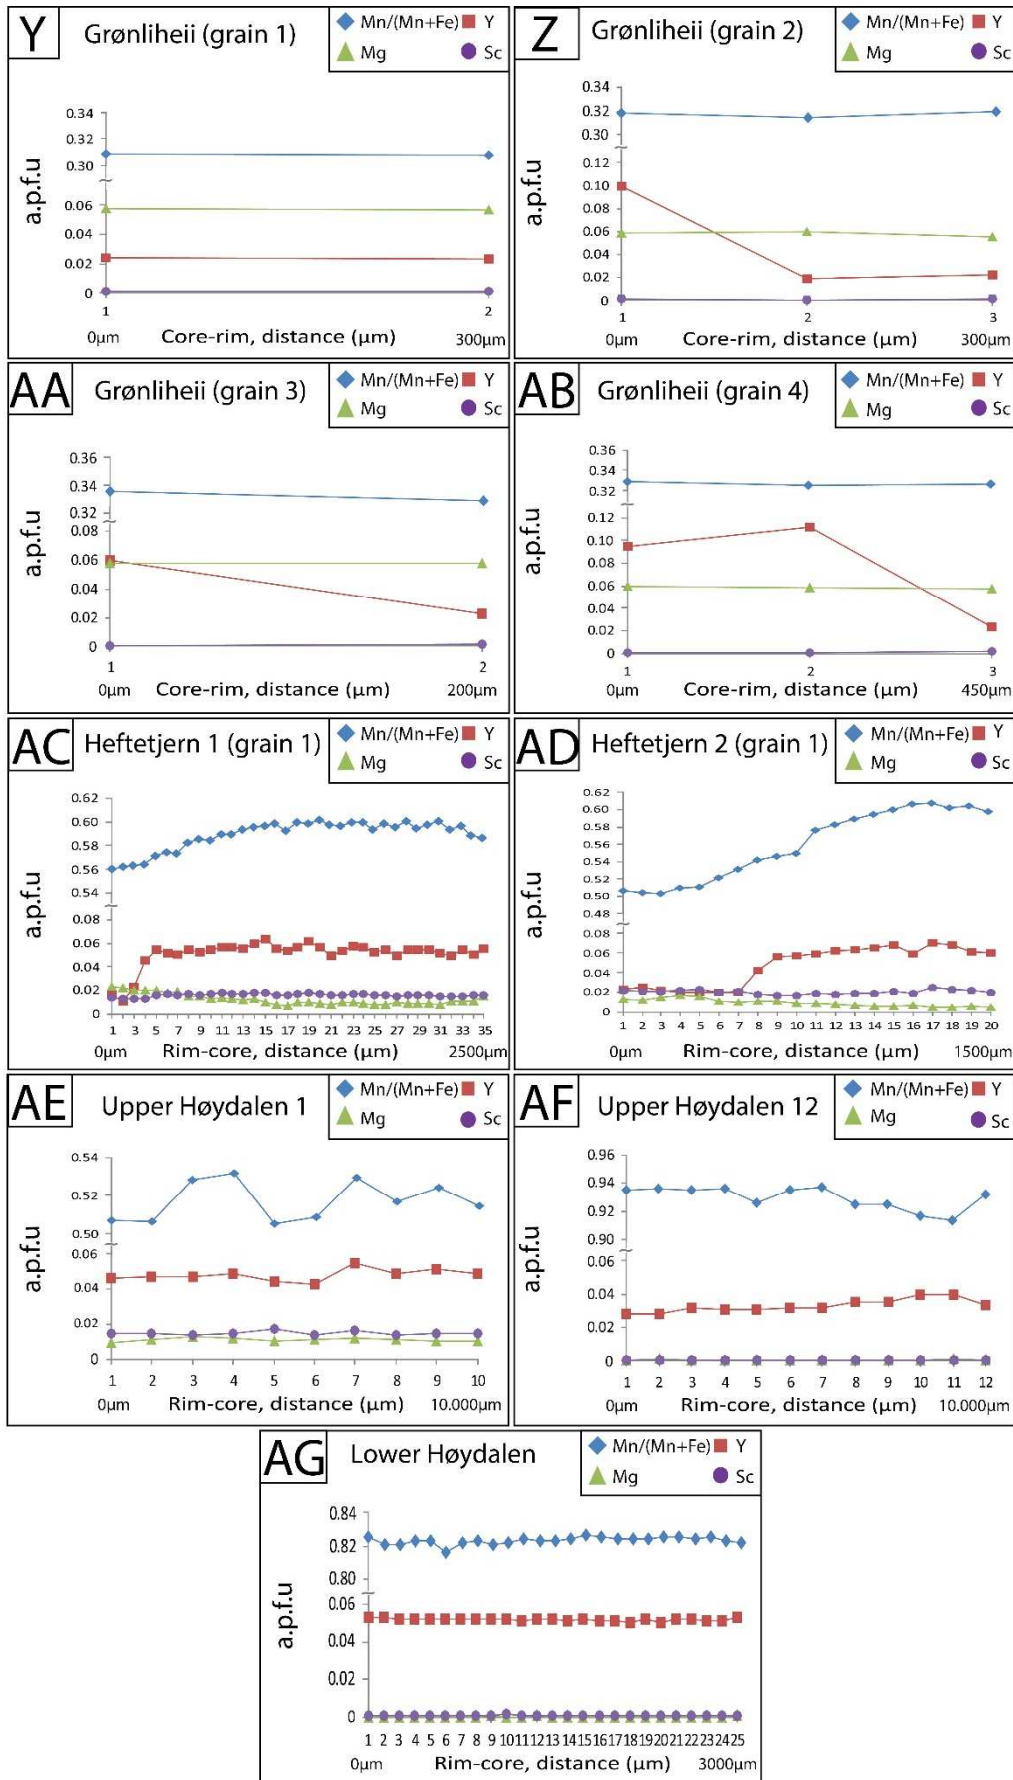 Y Grønliheii (grain 1)
Mn/(Mn+Fe) Y
Mg Sc
0.34
0.32
0.30
0.06
0.04
0.02
0
a.p.f.u
1 2
0µm Core-rim, distance (µm) 300µm
Z Grønliheii (grain 2)
Mn/(Mn+Fe) Y
Mg Sc
0.34
0.32
0.30
0.12
0.10
0.08
0.06
0.04
0.02
0
a.p.f.u
1 2 3
0µm Core-rim, distance (µm) 300µm
AA Grønliheii (grain 3)
Mn/(Mn+Fe) Y
Mg Sc
0.36
0.34
0.32
0.08
0.06
0.04
0.02
0
a.p.f.u
1 2
0µm Core-rim, distance (µm) 200µm
AB Grønliheii (grain 4)
Mn/(Mn+Fe) Y
Mg Sc
0.36
0.34
0.32
0.10
0.08
0.06
0.04
0.02
0
a.p.f.u
1 2 3
0µm Core-rim, distance (µm) 450µm
AC Heftetjern 1 (grain 1)
Mn/(Mn+Fe) Y
Mg Sc
0.62
0.60
0.58
0.56
0.54
0.08
0.06
0.04
0.02
0
a.p.f.u
1 3 5 7 9 11 13 15 17 19 21 23 25 27 29 31 33 35
0µm Rim-core, distance (µm) 2500µm
AD Heftetjern 2 (grain 1)
Mn/(Mn+Fe) Y
Mg Sc
0.62
0.60
0.58
0.56
0.54
0.52
0.50
0.48
0.08
0.06
0.04
0.02
0
a.p.f.u
1 2 3 4 5 6 7 8 9 10 11 12 13 14 15 16 17 18 19 20
0µm Rim-core, distance (µm) 1500µm
AE Upper Høydalen 1
Mn/(Mn+Fe) Y
Mg Sc
0.54
0.52
0.50
0.06
0.04
0.02
0
a.p.f.u
1 2 3 4 5 6 7 8 9 10
0µm Rim-core, distance (µm) 10.000µm
AF Upper Høydalen 12
Mn/(Mn+Fe) Y
Mg Sc
0.96
0.94
0.92
0.90
0.06
0.04
0.02
0
a.p.f.u
1 2 3 4 5 6 7 8 9 10 11 12
0µm Rim-core, distance (µm) 10.000µm
AG Lower Høydalen
Mn/(Mn+Fe) Y
Mg Sc
0.84
0.82
0.80
0.06
0.04
0.02
0
a.p.f.u
1 2 3 4 5 6 7 8 9 10 11 12 13 14 15 16 17 18 19 20 21 22 23 24 25
0µm Rim-core, distance (µm) 3000µm